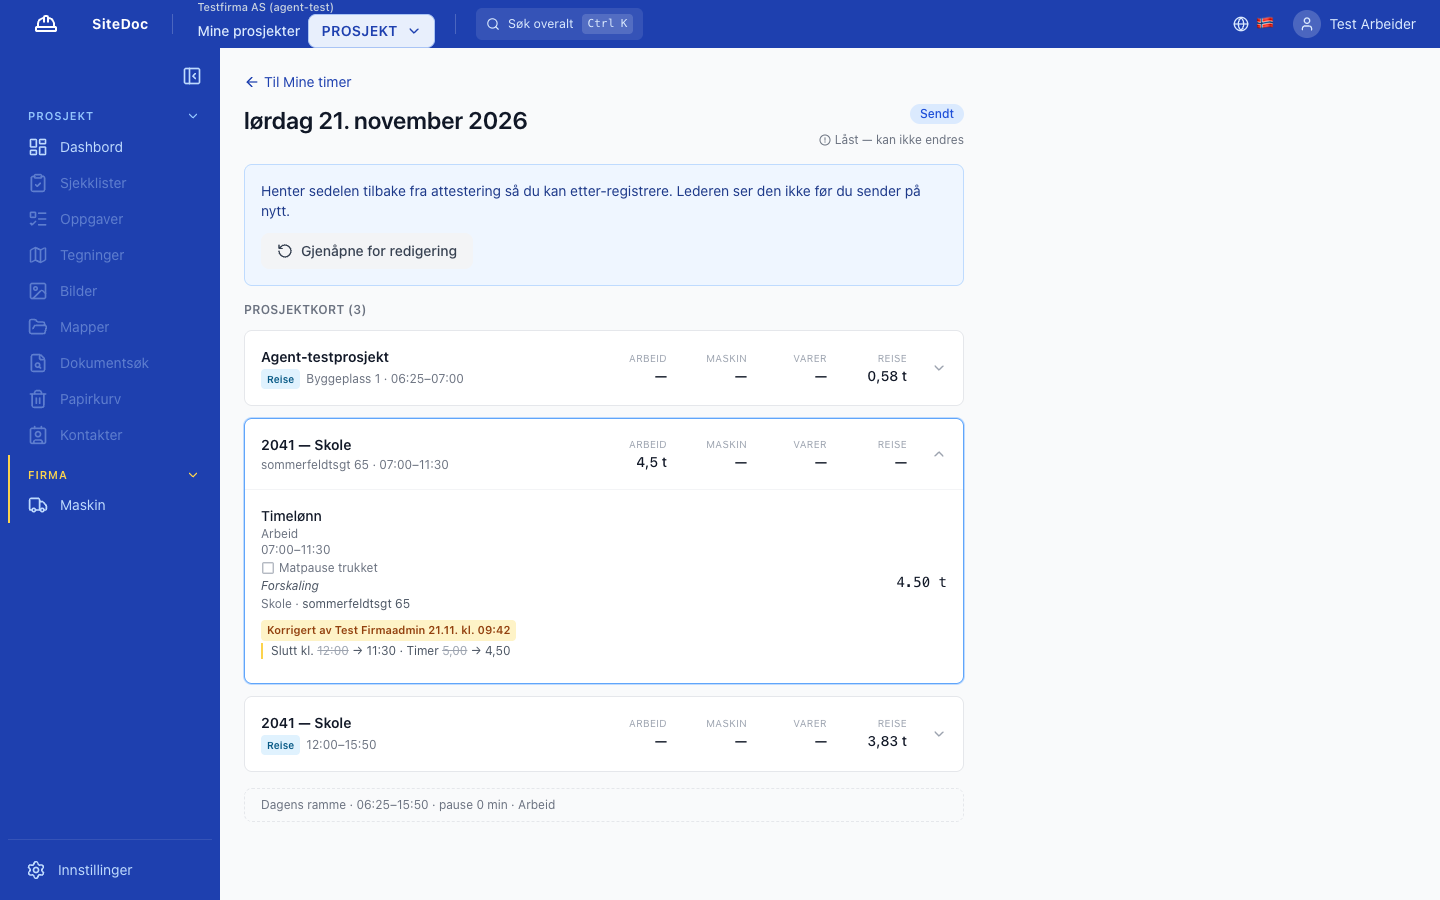 Testfirma AS (agent-test)
SiteDoc
Mine prosjekter
PROSJEKT
Søk overalt
Ctrl K
Test Arbeider
PROSJEKT
Dashbord
Sjekklister
Oppgaver
Tegninger
Bilder
Mapper
Dokumentsøk
Papirkurv
Kontakter
FIRMA
Maskin
Innstillinger
Til Mine timer
lørdag 21. november 2026
Sendt
Låst — kan ikke endres
Henter sedelen tilbake fra attestering så du kan etter-registrere. Lederen ser den ikke før du sender på
nytt.
Gjenåpne for redigering
PROSJEKTKORT (3)
Agent-testprosjekt
Reise Byggeplass 1 · 06:25–07:00
ARBEID MASKIN VARER REISE
— — — 0,58 t
2041 — Skole
sommerfeldtsgt 65 · 07:00–11:30
ARBEID MASKIN VARER REISE
4,5 t — — —
Timelønn
Arbeid
07:00–11:30
Matpause trukket
Forskaling
Skole · sommerfeldtsgt 65
4.50 t
Korrigert av Test Firmaadmin 21.11. kl. 09:42
Slutt kl. 12:00 → 11:30 · Timer 5,00 → 4,50
2041 — Skole
Reise 12:00–15:50
ARBEID MASKIN VARER REISE
— — — 3,83 t
Dagens ramme · 06:25–15:50 · pause 0 min · Arbeid